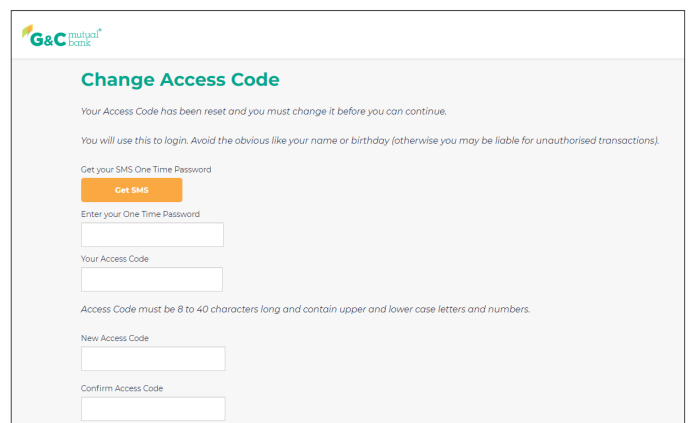 G&C mutual®
bank
Change Access Code
Your Access Code has been reset and you must change it before you can continue.
You will use this to login. Avoid the obvious like your name or birthday (otherwise you may be liable for unauthorised transactions).
Get your SMS One Time Password
Get SMS
Enter your One Time Password
Your Access Code
Access Code must be 8 to 40 characters long and contain upper and lower case letters and numbers.
New Access Code
Confirm Access Code